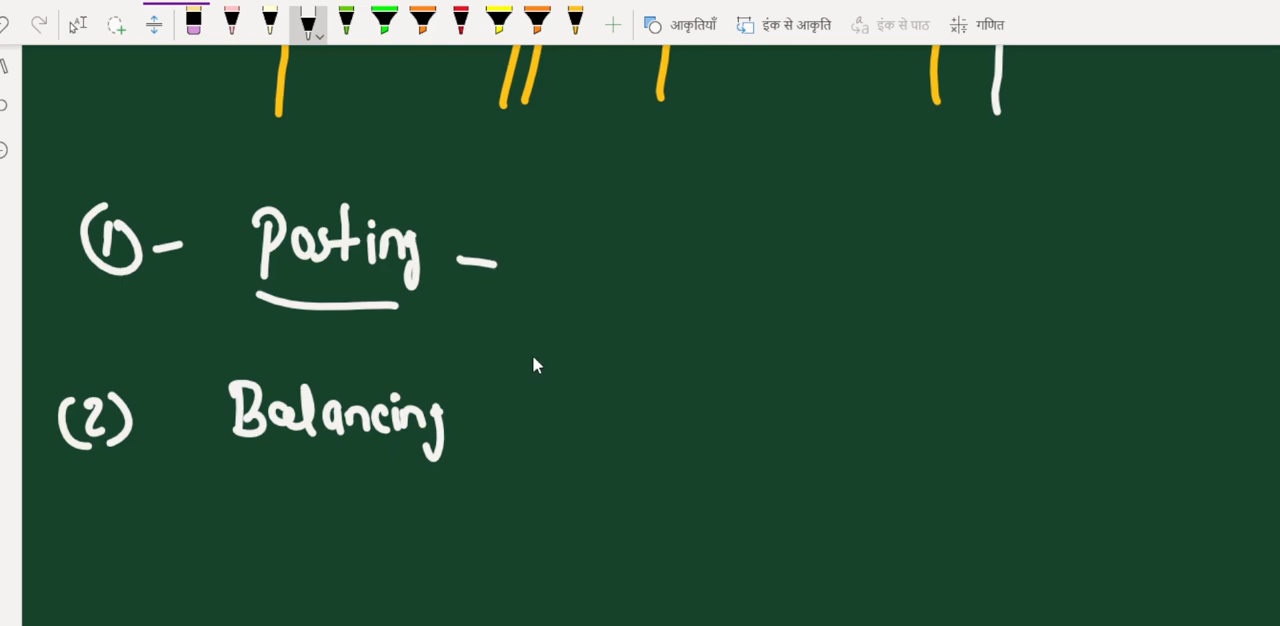 आकृतियाँ इंक से आकृति इंक से पाठ गणित
① - Posting -
(2) Balancing